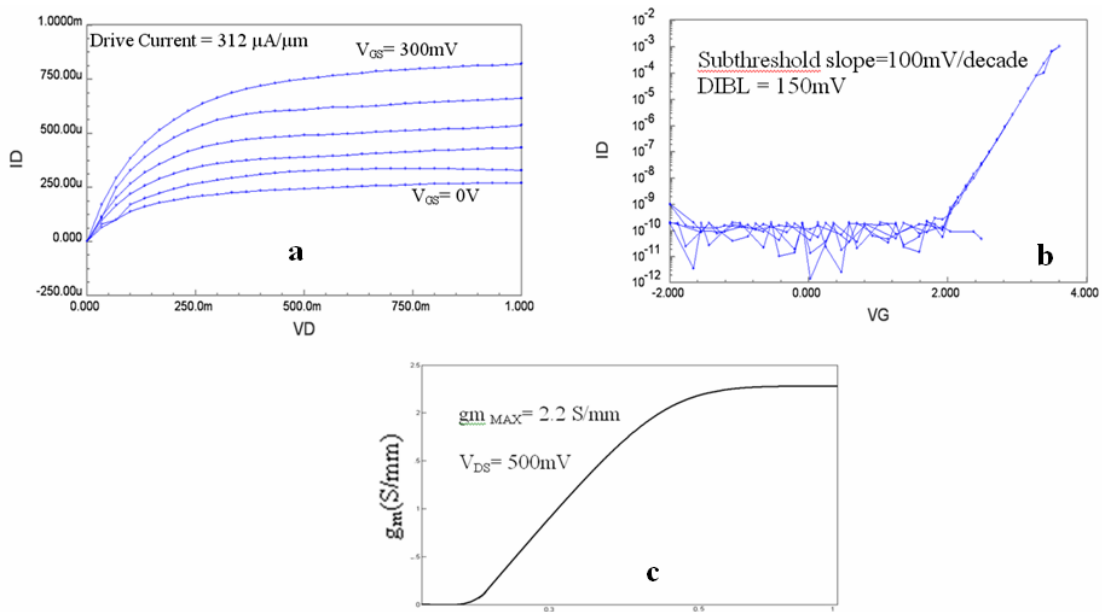 1.0000m
Drive Current = 312 µA/µm
VGS= 300mV
750.00u
500.00u
ID
250.00u
VGS= 0V
0.000
a
-250.00u
0.000 250.0m 500.0m 750.0m 1.000
VD
10-2
10-3
Subthreshold slope=100mV/decade
10-4
DIBL = 150mV
10-5
10-6
ID
10-7
10-8
10-9
10-10
10-11
b
10-12
-2.000 0.000 2.000 4.000
VG
2.5
gm MAX= 2.2 S/mm
2
VDS= 500mV
.5
gm(S/mm)
1
.5
c
0.3 0.5 1